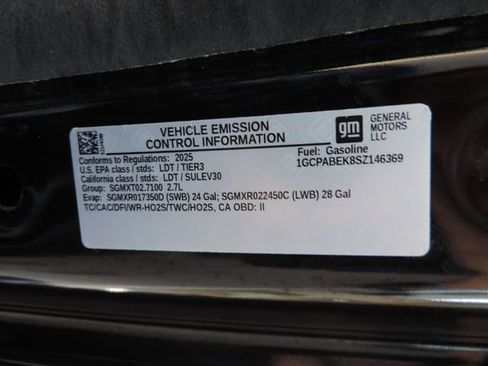 VEHICLE EMISSION
CONTROL INFORMATION
gm
GENERAL
MOTORS
LLC
Conforms to Regulations: 2025
Fuel: Gasoline
U.S. EPA class / stds: LDT / TIER3
1GCPABEK8SZ146369
California class / stds: LDT / SULEV30
Group: SGMXT02.7100 2.7L
Evap: SGMXR017350D (SWB) 24 Gal; SGMXR022450C (LWB) 28 Gal
TC/CAC/DFI/WR-HO2S/TWC/HO2S, CA OBD: II